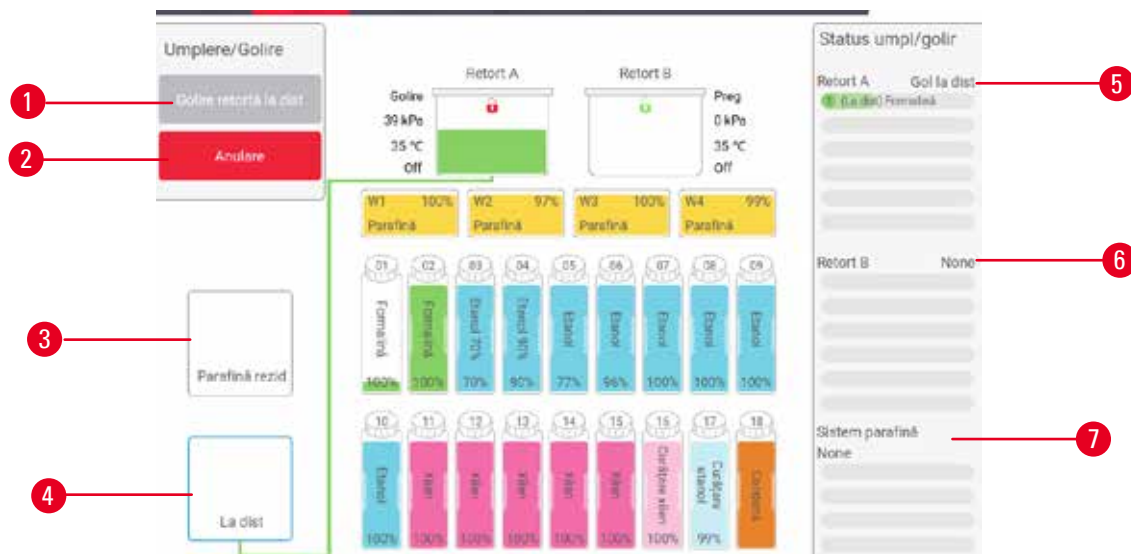 Umplere/Golire
Golire retortă la dist
Anulare
Parafină rezid
La dist
1
2
3
4
Retort A
Retort B
Golire
39 kPa
35 °C
Off
Preg
0 kPa
35 °C
Off
W1 100%
Parafină
W2 97%
Parafină
W3 100%
Parafină
W4 99%
Parafină
01 02 03 04 05 06 07 08 09
Formalină
Formalină
Etanol 70%
Etanol 90%
Etanol
Etanol
Etanol
Etanol
Etanol
100% 100% 70% 90% 77% 96% 100% 100% 100%
10 11 12 13 14 15 16 17 18
Etanol
Xilen
Xilen
Xilen
Xilen
Xilen
Curățare xilen
Curățare etanol
100% 100% 100% 100% 100% 100% 100% 99%
Status umpl/golir
Retort A Gol la dist
(La dist) Formalină
Retort B None
Sistem parafină
None
5
6
7